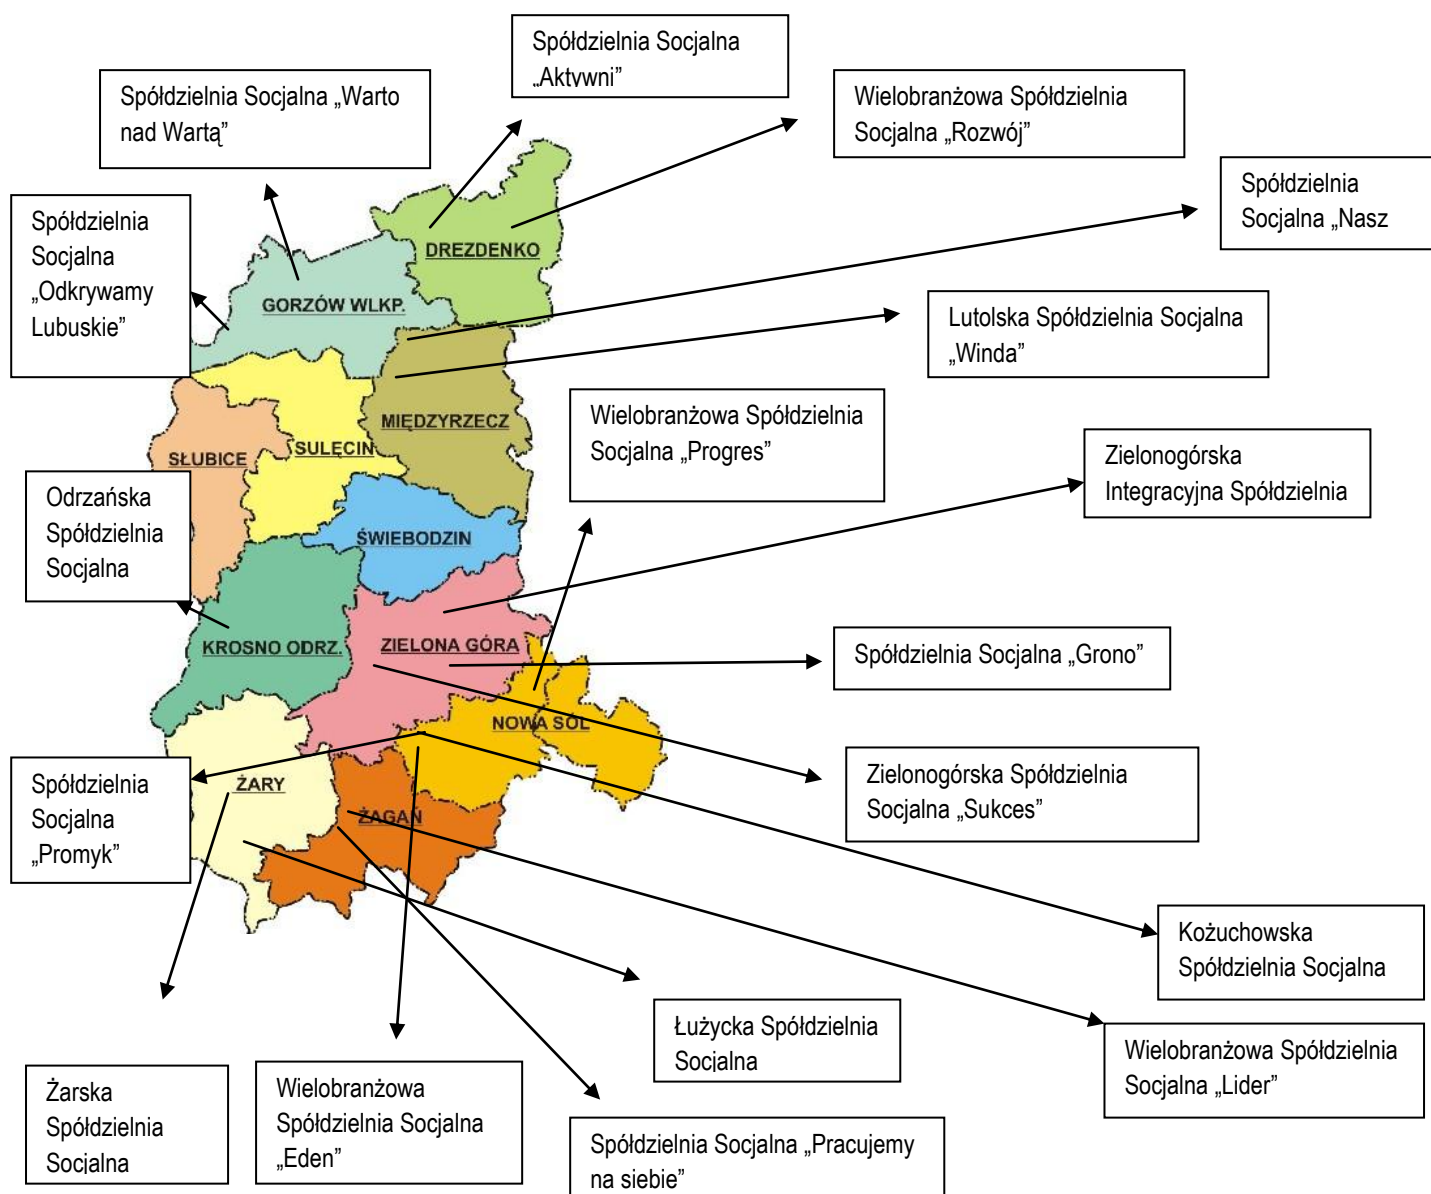 Spółdzielnia Socjalna
„Aktywni”
Spółdzielnia Socjalna „Warto
nad Wartą”
Wielobranżowa Spółdzielnia
Socjalna „Rozwój”
Spółdzielnia
Socjalna „Nasz
Spółdzielnia
Socjalna
„Odkrywamy
Lubuskie”
DREZDENKO
GORZÓW WLKP.
Lutolska Spółdzielnia Socjalna
„Winda”
MIĘDZYRZECZ
Wielobranżowa Spółdzielnia
Socjalna „Progres”
SULĘCIN
SŁUBICE
Zielonogórska
Integracyjna Spółdzielnia
Odrzańska
Spółdzielnia
Socjalna
ŚWIEBODZIN
KROSNO ODRZ.
ZIELONA GÓRA
Spółdzielnia Socjalna „Grono”
NOWA SÓL
Spółdzielnia
Socjalna
„Promyk”
ŻARY
ŻAGAŃ
Zielonogórska Spółdzielnia
Socjalna „Sukces”
Kożuchowska
Spółdzielnia Socjalna
Łużycka Spółdzielnia
Socjalna
Wielobranżowa Spółdzielnia
Socjalna „Lider”
Żarska
Spółdzielnia
Socjalna
Wielobranżowa
Spółdzielnia Socjalna
„Eden”
Spółdzielnia Socjalna „Pracujemy
na siebie”